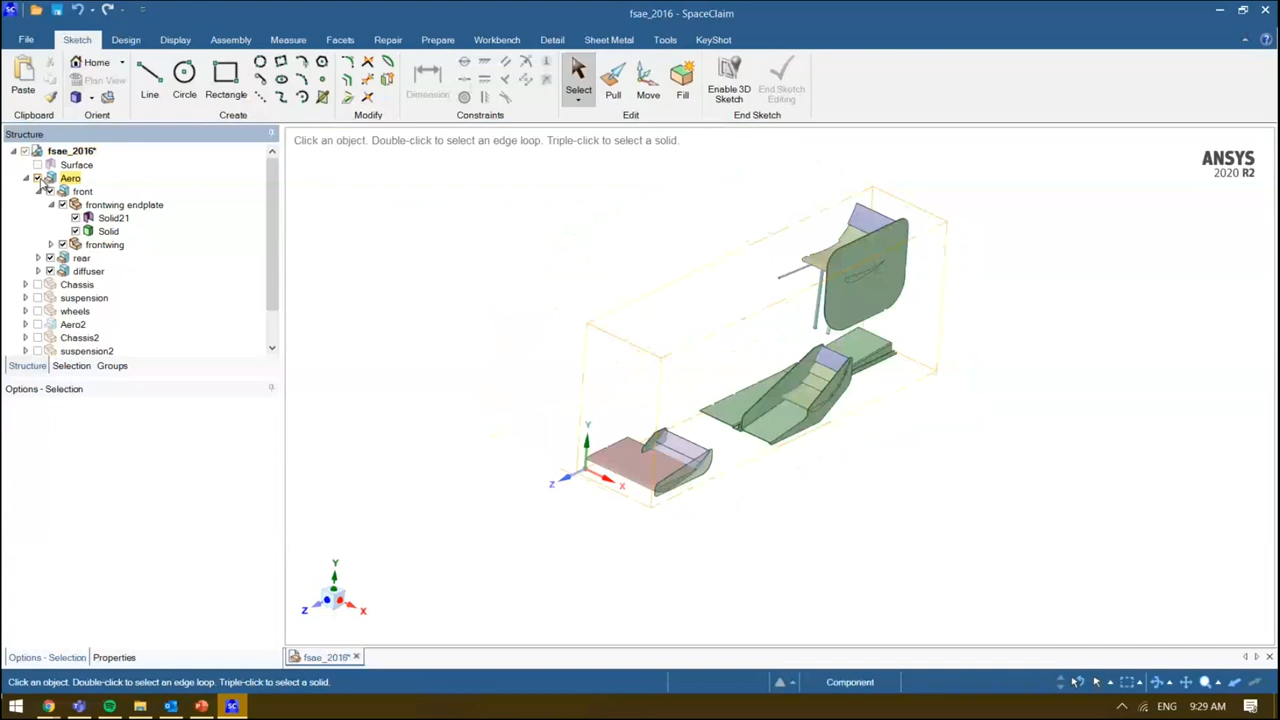 fsae_2016 - SpaceClaim
File Sketch Design Display Assembly Measure Facets Repair Prepare Workbench Detail Sheet Metal Tools KeyShot
Paste
Home
Plan View
Line Circle Rectangle
Dimension
Select Pull Move Fill
Enable 3D Sketch
End Sketch Editing
Clipboard Orient Create Modify Constraints Edit End Sketch
Structure
Click an object. Double-click to select an edge loop. Triple-click to select a solid.
ANSYS
2020 R2
fsae_2016*
Surface
Aero
front
frontwing endplate
Solid21
Solid
frontwing
rear
diffuser
Chassis
suspension
wheels
Aero2
Chassis2
suspension2
Structure Selection Groups
Options - Selection
Y
Z
X
Y
Z
X
Options - Selection Properties
fsae_2016*
Click an object. Double-click to select an edge loop. Triple-click to select a solid.
Component
ENG 9:29 AM